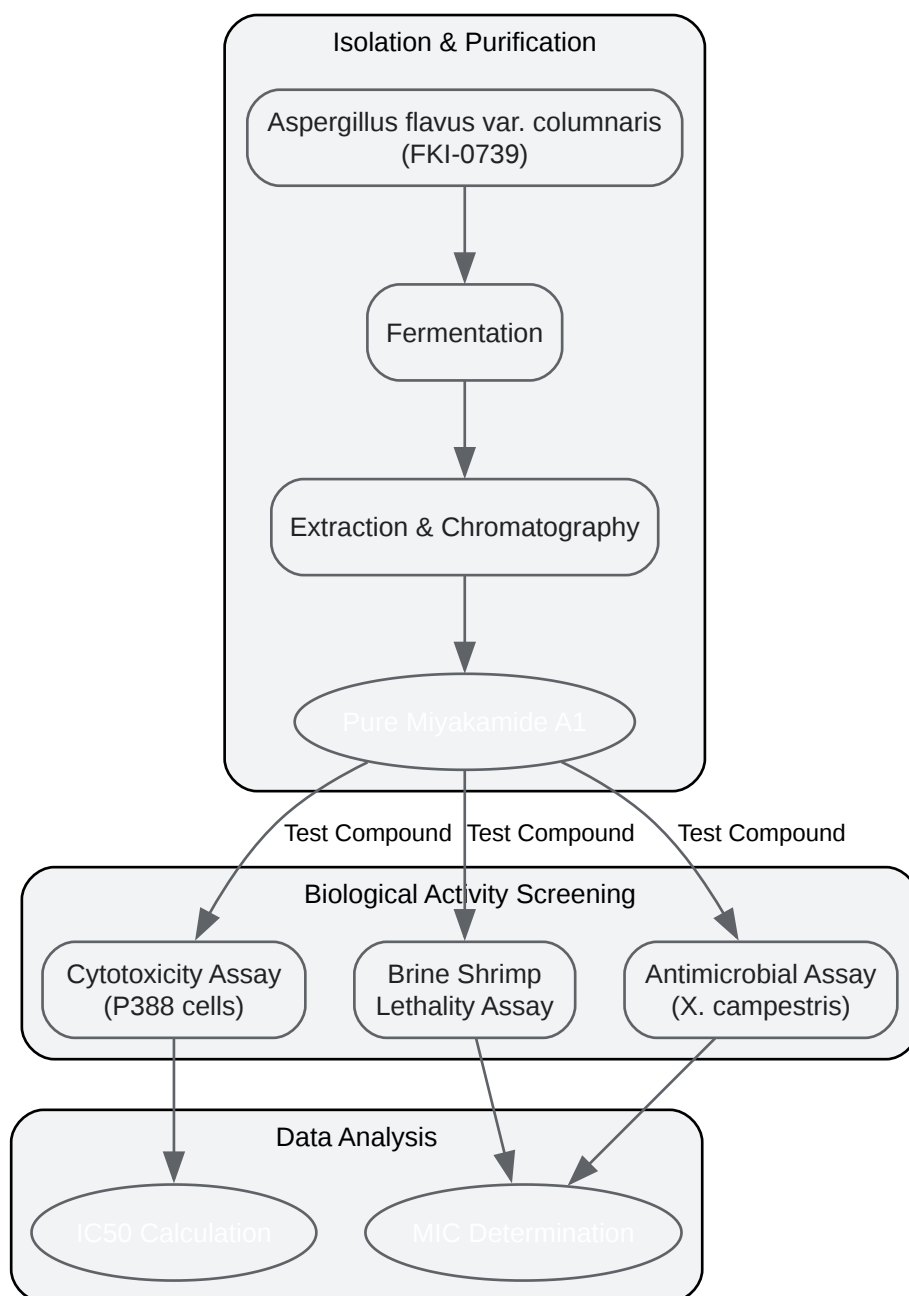 Isolation & Purification
Aspergillus flavus var. columnaris
(FKI-0739)
Fermentation
Extraction & Chromatography
Pure Miyakamide A1
Test Compound
Test Compound
Test Compound
Biological Activity Screening
Cytotoxicity Assay
(P388 cells)
Brine Shrimp
Lethality Assay
Antimicrobial Assay
(X. campestris)
Data Analysis
IC50 Calculation
MIC Determination